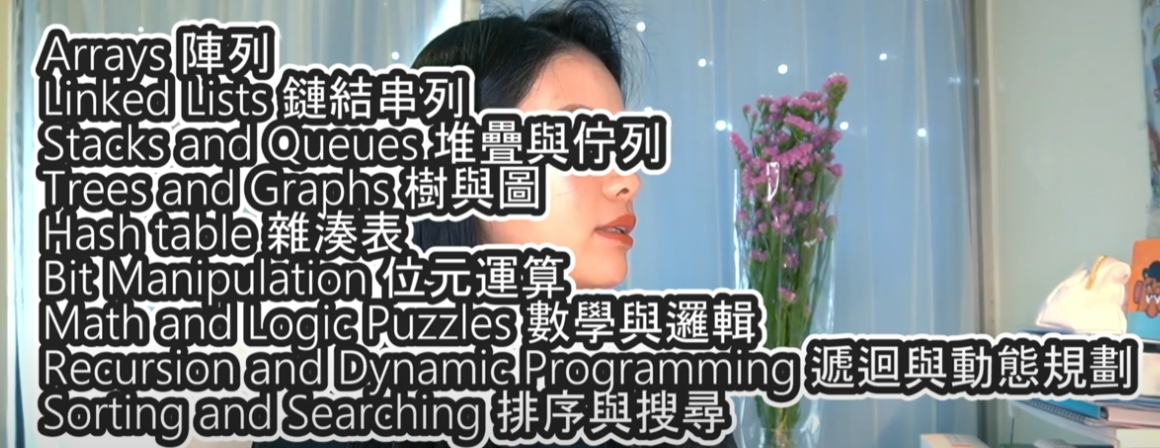 Arrays 陣列
Linked Lists 鏈結串列
Stacks and Queues 堆疊與佇列
Trees and Graphs 樹與圖
Hash table 雜湊表
Bit Manipulation 位元運算
Math and Logic Puzzles 數學與邏輯
Recursion and Dynamic Programming 遞迴與動態規劃
Sorting and Searching 排序與搜尋